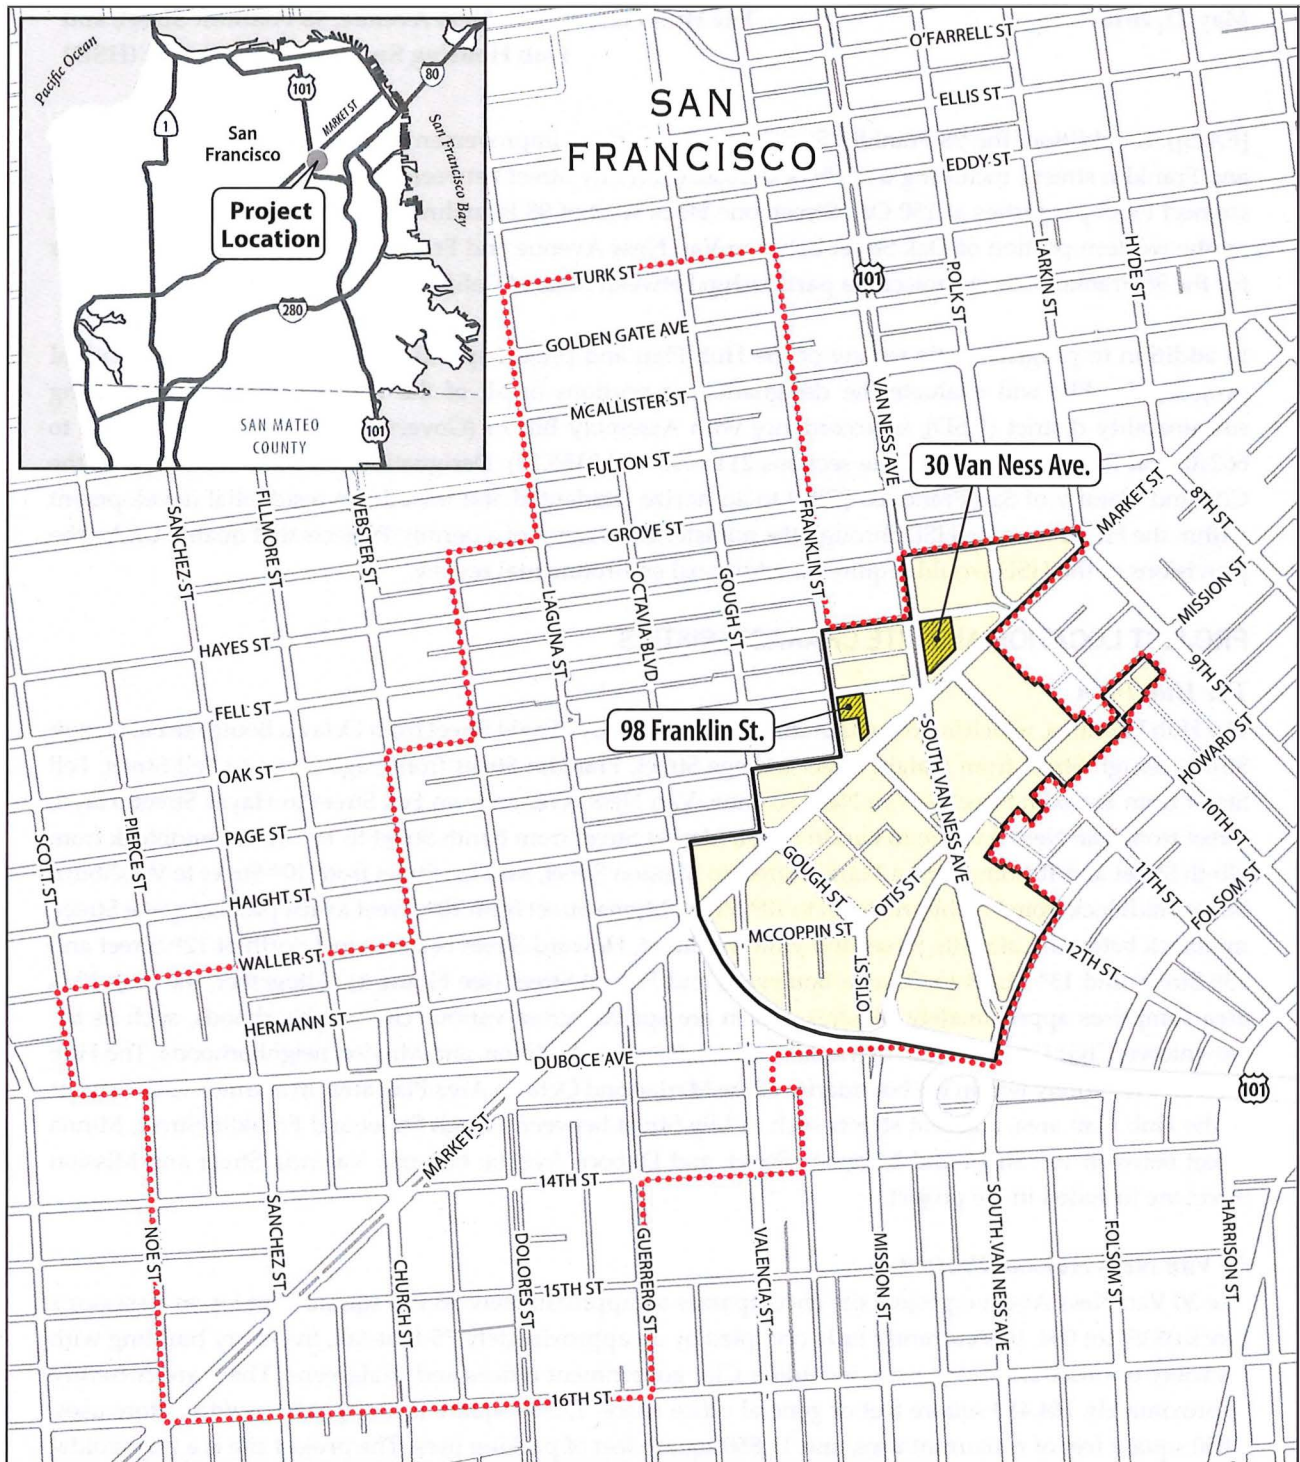 Pacific Ocean
101
80
1
MARKET ST
San
Francisco
San Francisco Bay
Project
Location
280
SAN MATEO
COUNTY
101
SAN
FRANCISCO
O'FARRELL ST
ELLIS ST
EDDY ST
TURK ST
101
POLK ST
LARKIN ST
HYDE ST
GOLDEN GATE AVE
MCALLISTER ST
VAN NESS AVE
FULTON ST
30 Van Ness Ave.
MARKET ST
8TH ST
SANCHEZ ST
FILLMORE ST
WEBSTER ST
GROVE ST
FRANKLIN ST
LAGUNA ST
OCTAVIA BLVD
GOUGH ST
MISSION ST
HAYES ST
9TH ST
FELL ST
98 Franklin St.
SOUTH VAN NESS AVE
HOWARD ST
OAK ST
10TH ST
SCOTT ST
PIERCE ST
PAGE ST
GOUGH ST
OTIS ST
11TH ST
FOLSOM ST
HAIGHT ST
MCCOPPIN ST
12TH ST
WALLER ST
OTIS ST
HERMANN ST
DUBOCE AVE
101
MARKET ST
14TH ST
NOE ST
SANCHEZ ST
CHURCH ST
DOLORES ST
GUERRERO ST
VALENCIA ST
MISSION ST
SOUTH VAN NESS AVE
FOLSOM ST
HARRISON ST
15TH ST
16TH ST